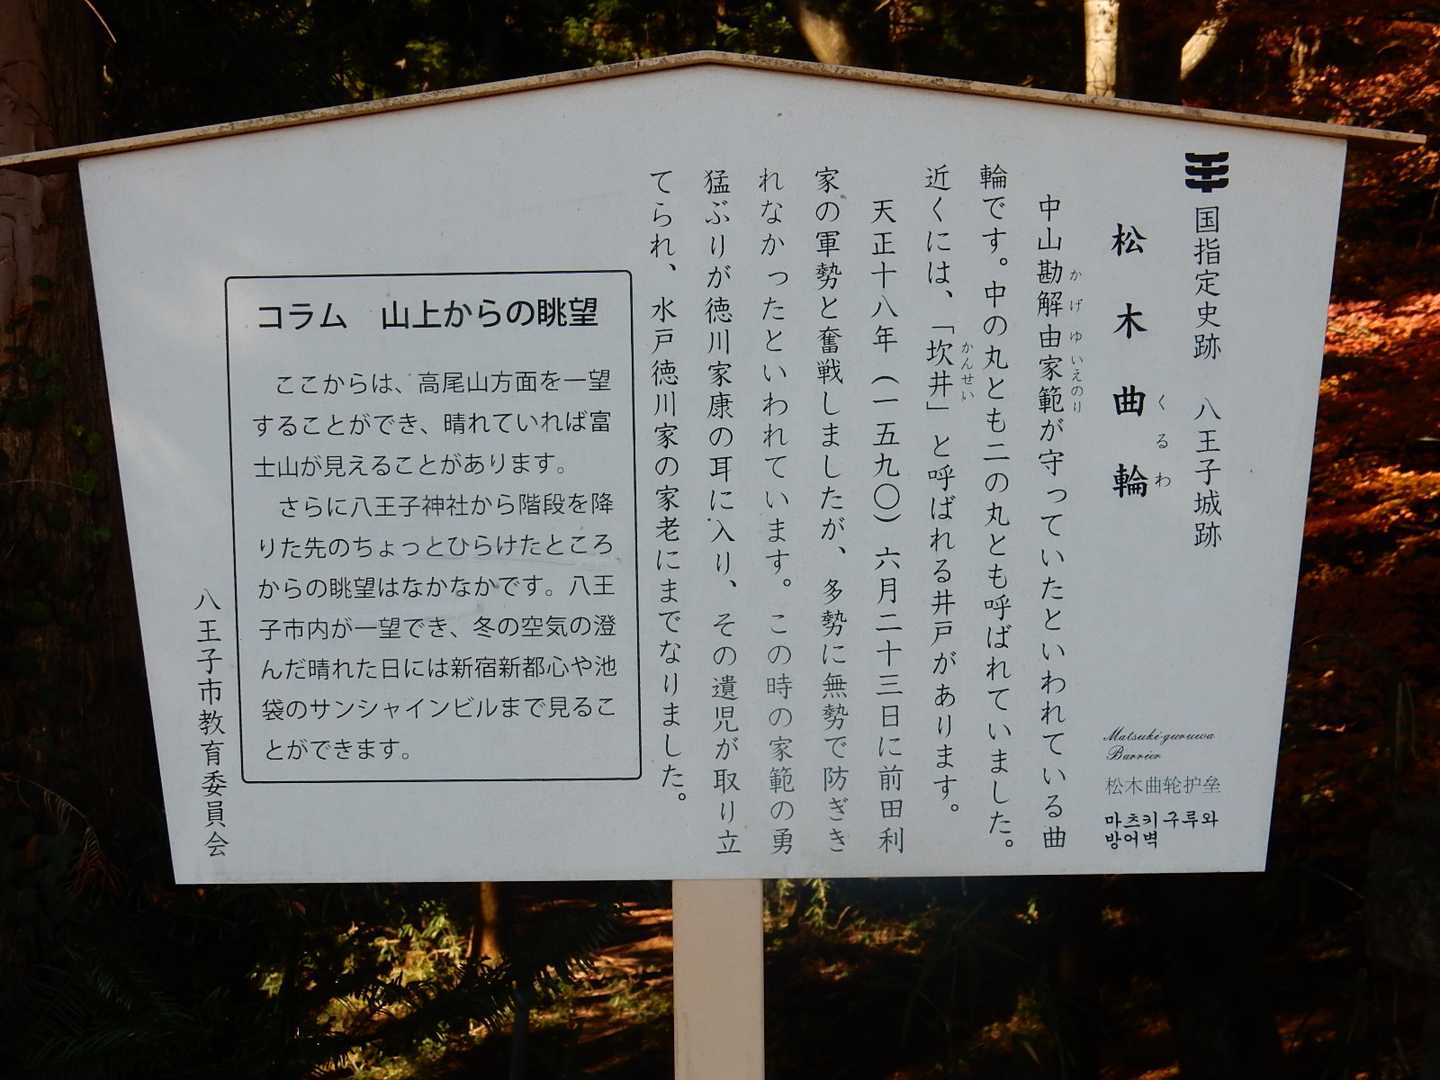 国指定史跡　八王子城跡
松木曲輪
くるわ
Matsuki-guruwa
Barrier
松木曲轮护垒
마츠키구루와
방어벽
かげゆいえのり
中山勘解由家範が守っていたといわれている曲
輪です。中の丸とも二の丸とも呼ばれていました。
かんせい
近くには、「坎井」と呼ばれる井戸があります。
天正十八年（一五九〇）六月二十三日に前田利
家の軍勢と奮戦しましたが、多勢に無勢で防ぎき
れなかったといわれています。この時の家範の勇
猛ぶりが徳川家康の耳に入り、その遺児が取り立
てられ、水戸徳川家の家老にまでなりました。
コラム　山上からの眺望
ここからは、高尾山方面を一望
することができ、晴れていれば富
士山が見えることがあります。
さらに八王子神社から階段を降
りた先のちょっとひらけたところ
からの眺望はなかなかです。八王
子市内が一望でき、冬の空気の澄
んだ晴れた日には新宿新都心や池
袋のサンシャインビルまで見るこ
とができます。
八王子市教育委員会